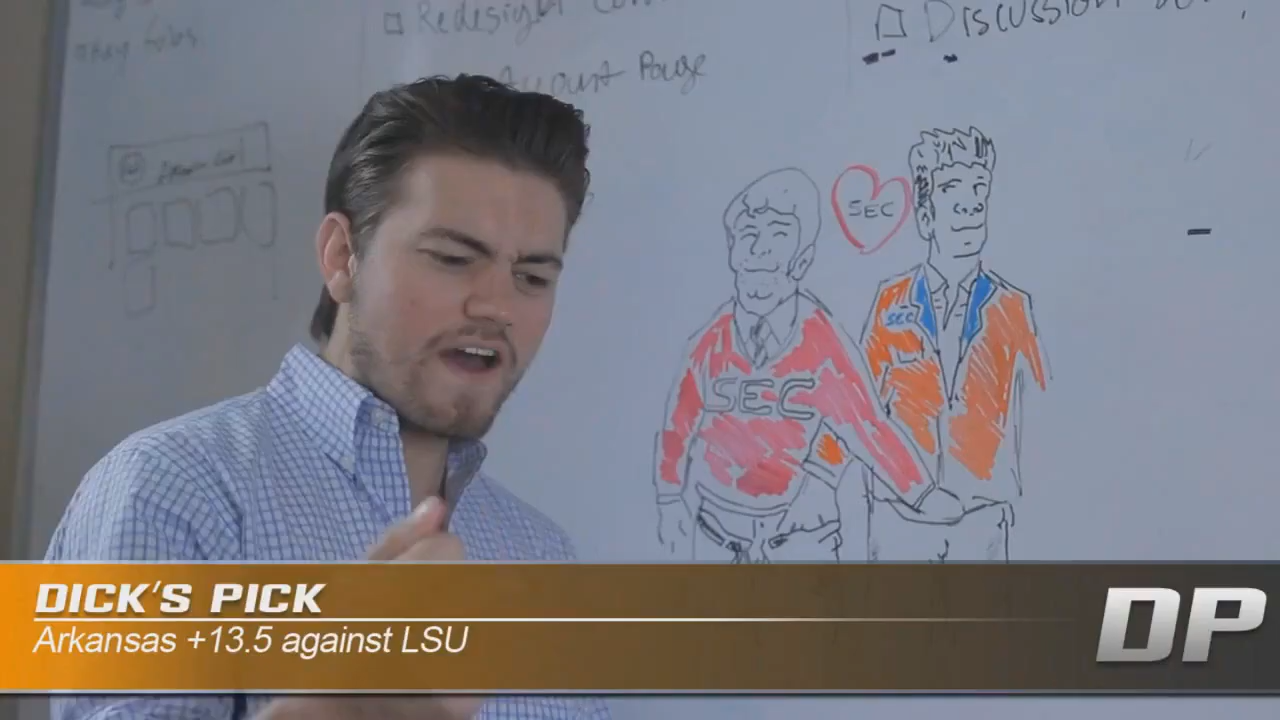 Redesign
Discussion
Account Page
SEC
SEC
SEC
DICK'S PICK
Arkansas +13.5 against LSU
DP